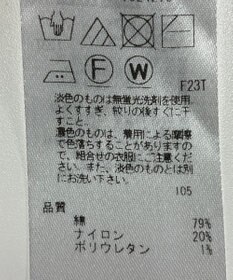 F
W
F23T
淡色のものは無蛍光洗剤を使用。
よくすすぎ、絞りの後すぐに干
すこと。
濃色のものは、着用による摩擦
で色落ちすることがありますの
で、組合せの衣服にご注意くださ
い。また、淡色のものとは別
にお洗い下さい。
105
品質
綿 79%
ナイロン 20%
ポリウレタン 1%